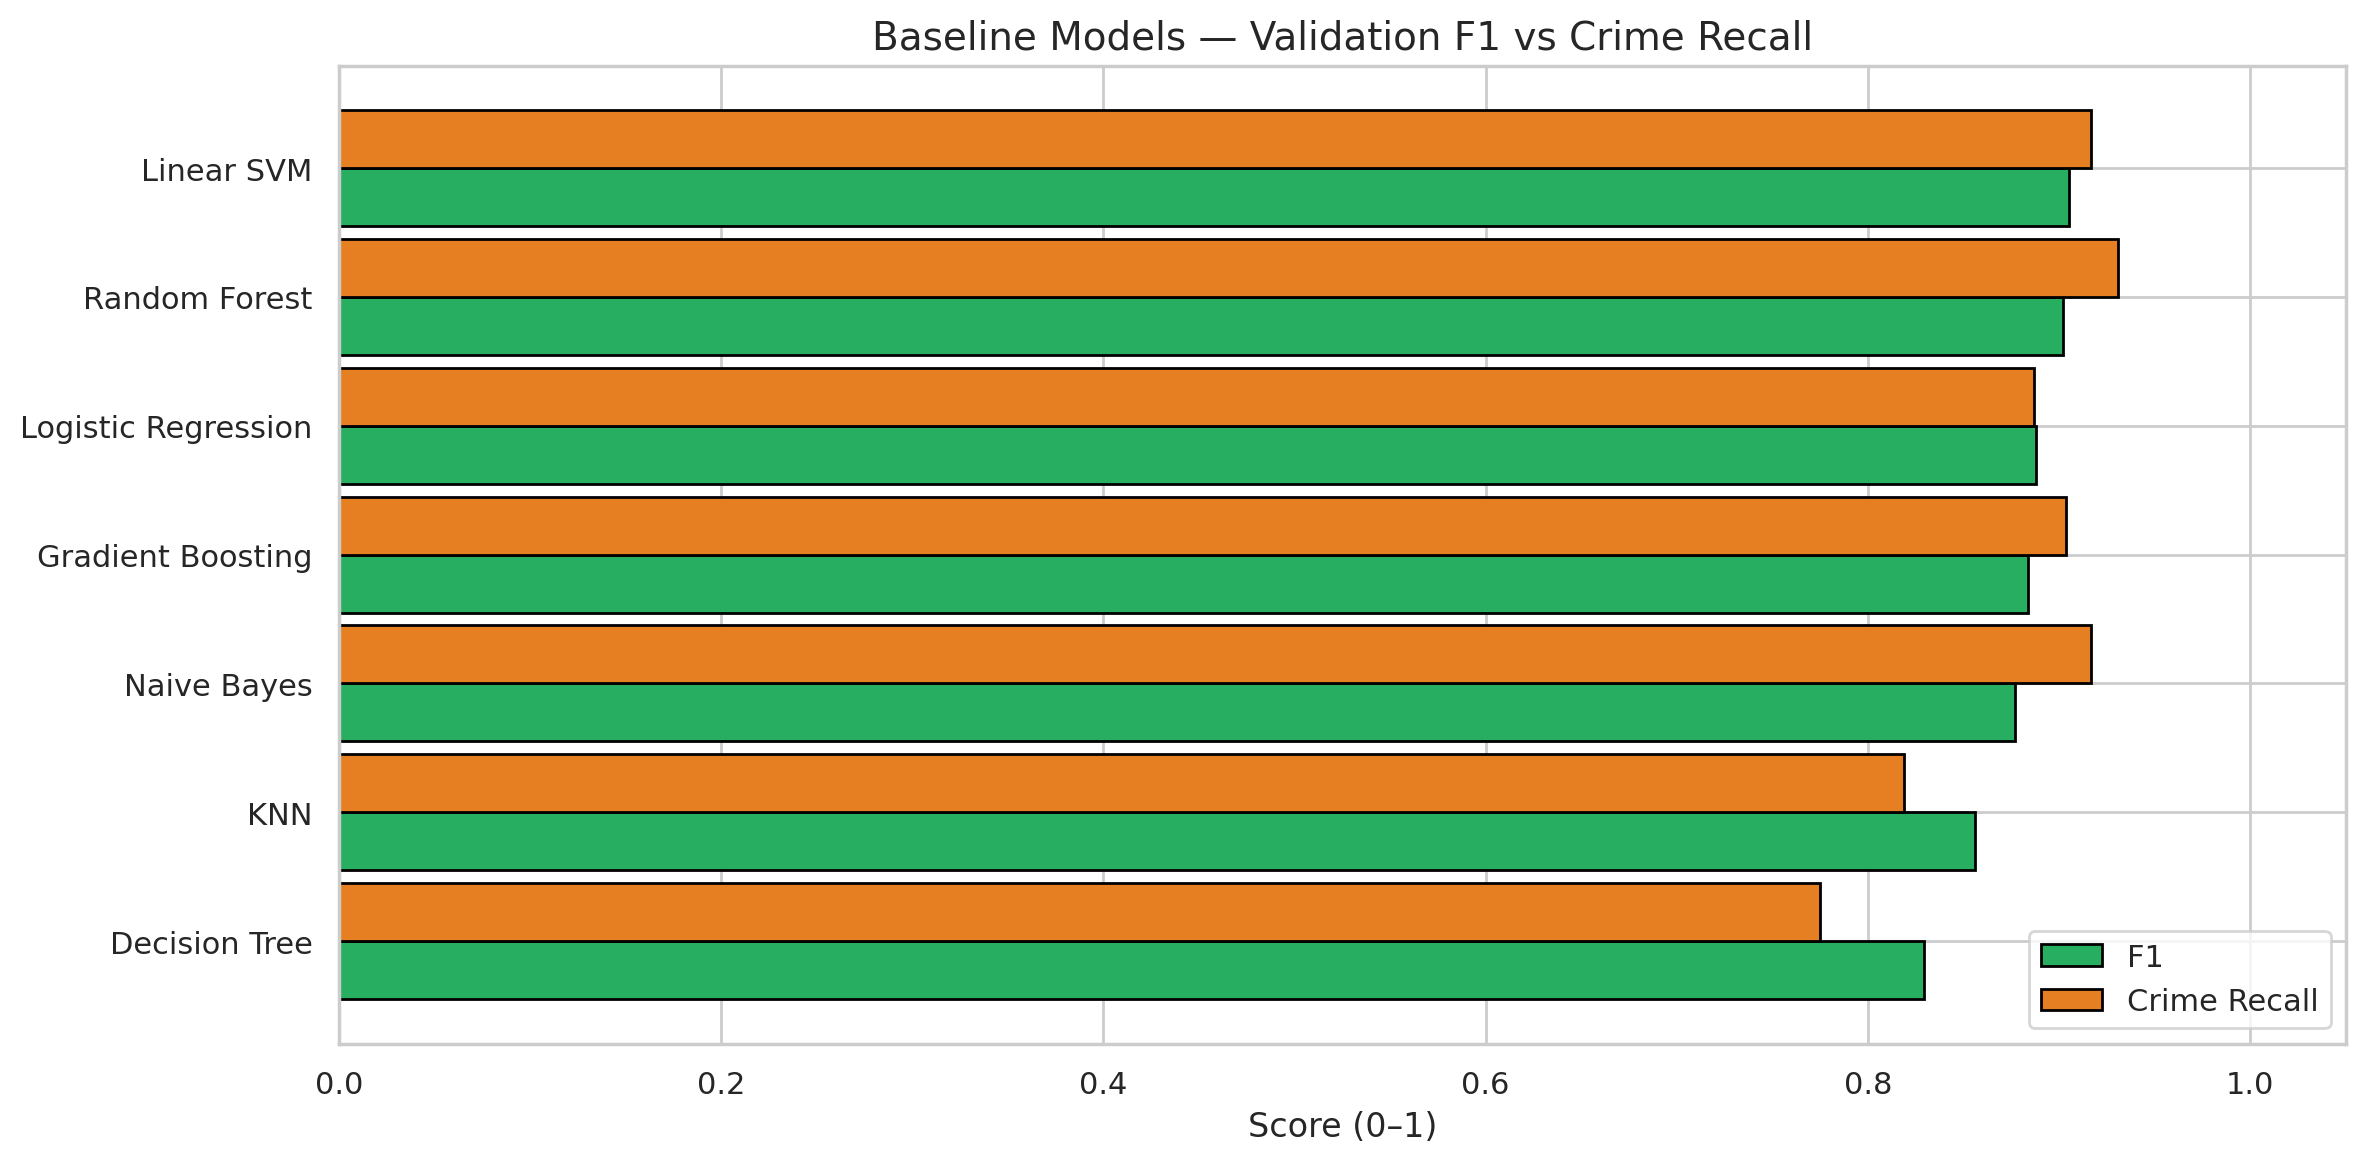 Baseline Models — Validation F1 vs Crime Recall
Linear SVM
Random Forest
Logistic Regression
Gradient Boosting
Naive Bayes
KNN
Decision Tree
F1
Crime Recall
0.0 0.2 0.4 0.6 0.8 1.0
Score (0–1)